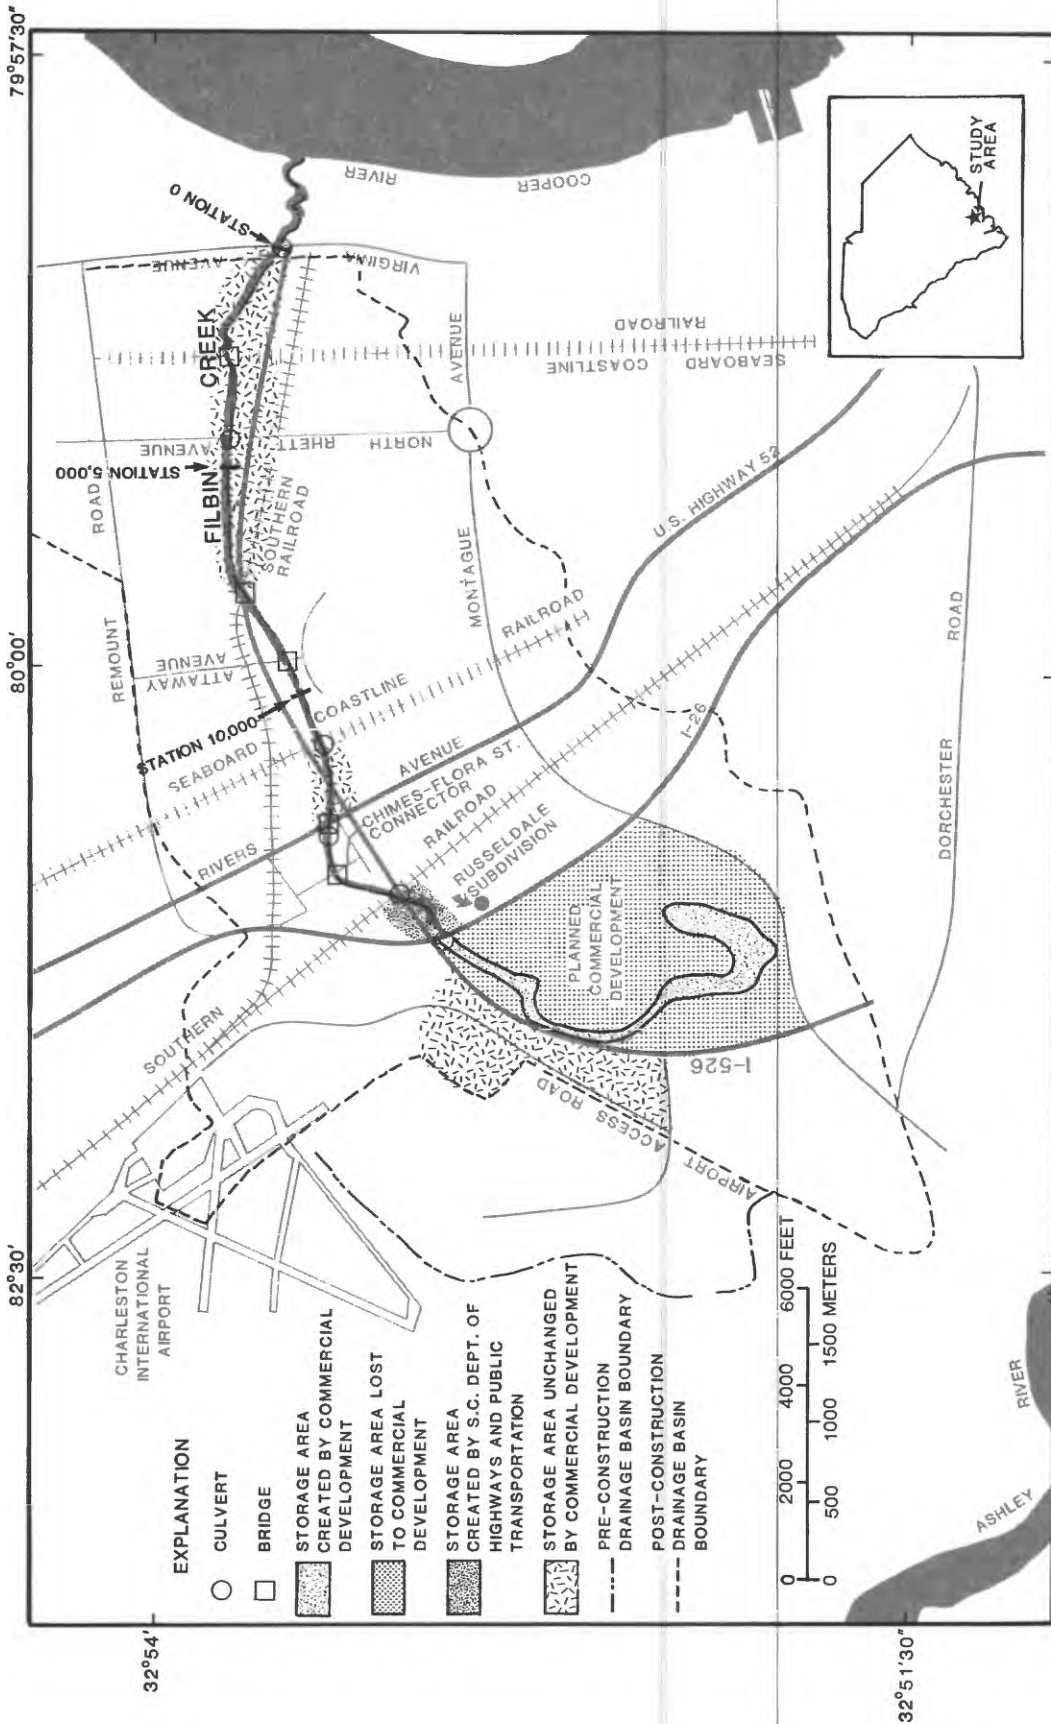 79°57'30"
80°00'
82°30'
32°54'
32°51'30"
STATION 0
RIVER
COOPER
AVENUE
VIRGINIA
FILBIN CREEK
STATION 5,000
ROAD
REMOUNT
AVENUE
RHETT
NORTH
SOUTHERN
RAILROAD
SEABOARD
COASTLINE
RAILROAD
AVENUE
MONTAGUE
U.S. HIGHWAY 52
ATTAWAY
AVENUE
STATION 10,000
SEABOARD
COASTLINE
RAILROAD
RIVERS
AVENUE
CHIMES-FLORA ST.
CONNECTOR
SOUTHERN
RAILROAD
RUSSELDALE
SUBDIVISION
I-26
DORCHESTER
ROAD
PLANNED
COMMERCIAL
DEVELOPMENT
I-526
AIRPORT
ACCESS ROAD
CHARLESTON
INTERNATIONAL
AIRPORT
STUDY
AREA
ASHLEY
RIVER
EXPLANATION
CULVERT
BRIDGE
STORAGE AREA
CREATED BY COMMERCIAL
DEVELOPMENT
STORAGE AREA LOST
TO COMMERCIAL
DEVELOPMENT
STORAGE AREA
CREATED BY S.C. DEPT. OF
HIGHWAYS AND PUBLIC
TRANSPORTATION
STORAGE AREA UNCHANGED
BY COMMERCIAL DEVELOPMENT
PRE-CONSTRUCTION
DRAINAGE BASIN BOUNDARY
POST-CONSTRUCTION
DRAINAGE BASIN
BOUNDARY
0 2000 4000 6000 FEET
0 500 1000 1500 METERS